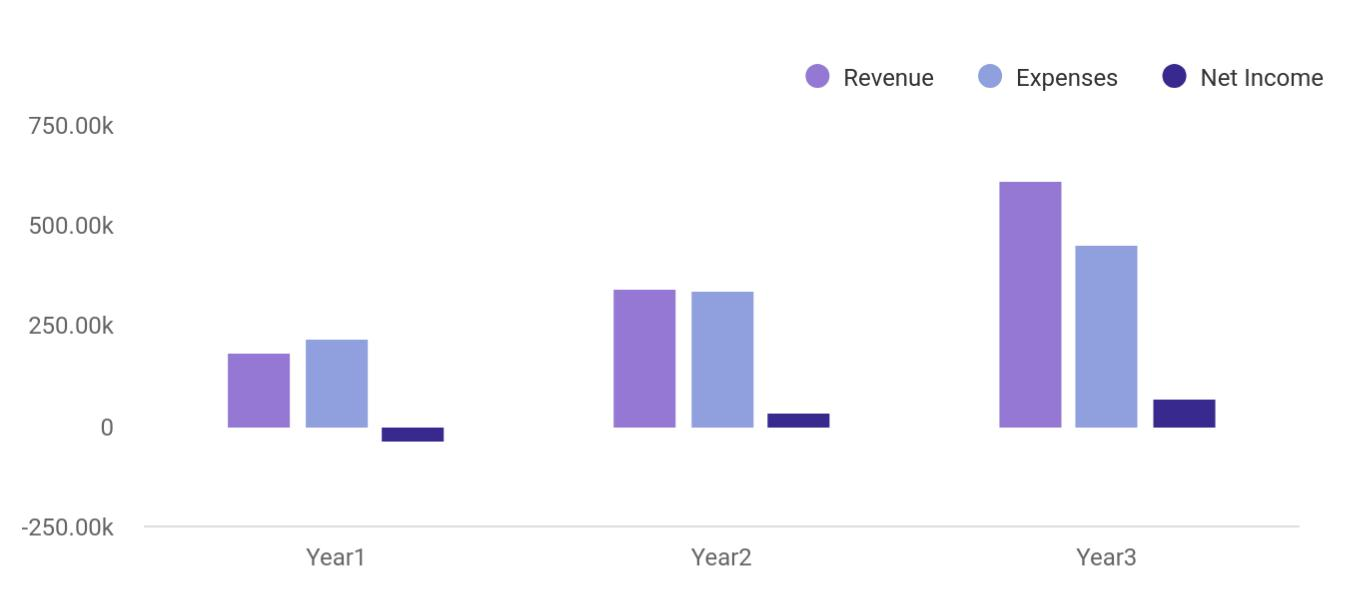 Revenue Expenses Net Income
750.00k
500.00k
250.00k
0
-250.00k
Year1 Year2 Year3